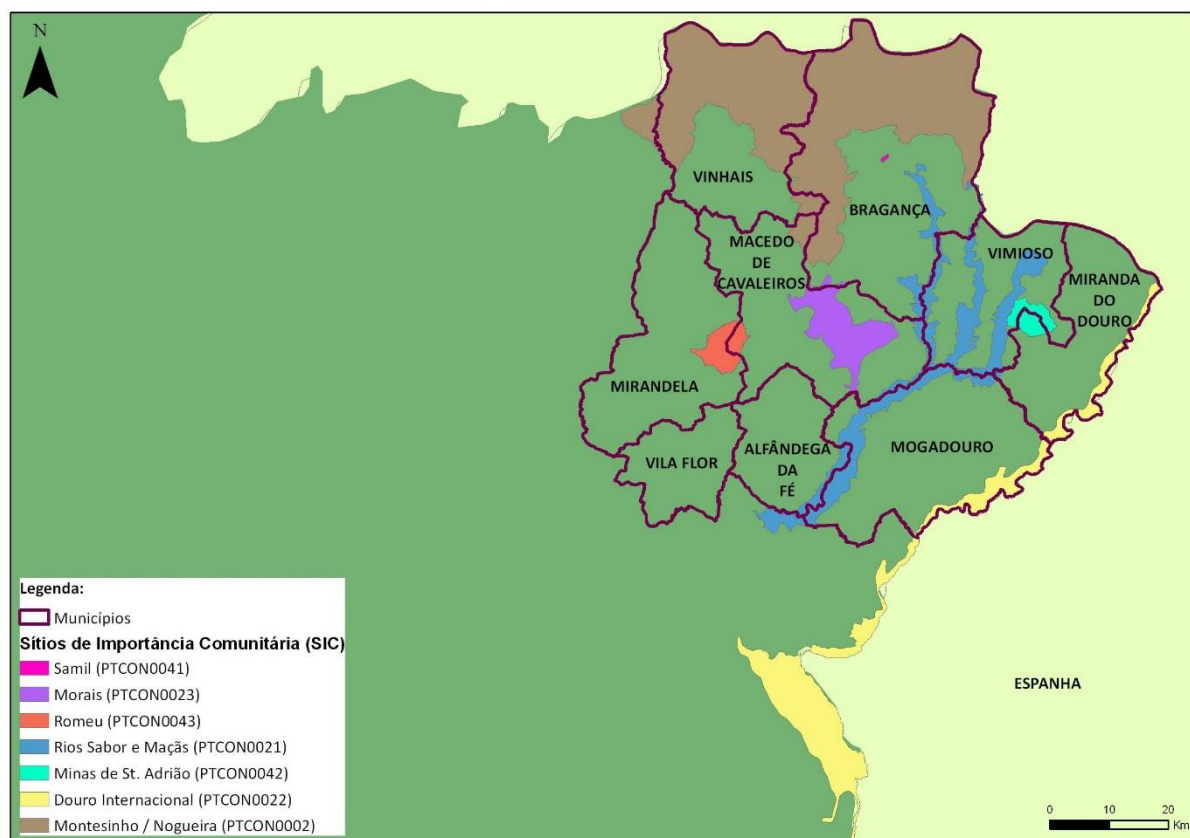 N
VINHAIS
BRAGANÇA
MACEDO
DE
CAVALEIROS
VIMIOSO
MIRANDA
DO
DOURO
MIRANDELA
VILA FLOR
ALFÂNDEGA
DA
FÉ
MOGADOURO
ESPANHA
Legenda:
Municípios
Sítios de Importância Comunitária (SIC)
Samil (PTCON0041)
Morais (PTCON0023)
Romeu (PTCON0043)
Rios Sabor e Maçãs (PTCON0021)
Minas de St. Adrião (PTCON0042)
Douro Internacional (PTCON0022)
Montesinho / Nogueira (PTCON0002)
0 10 20
Km